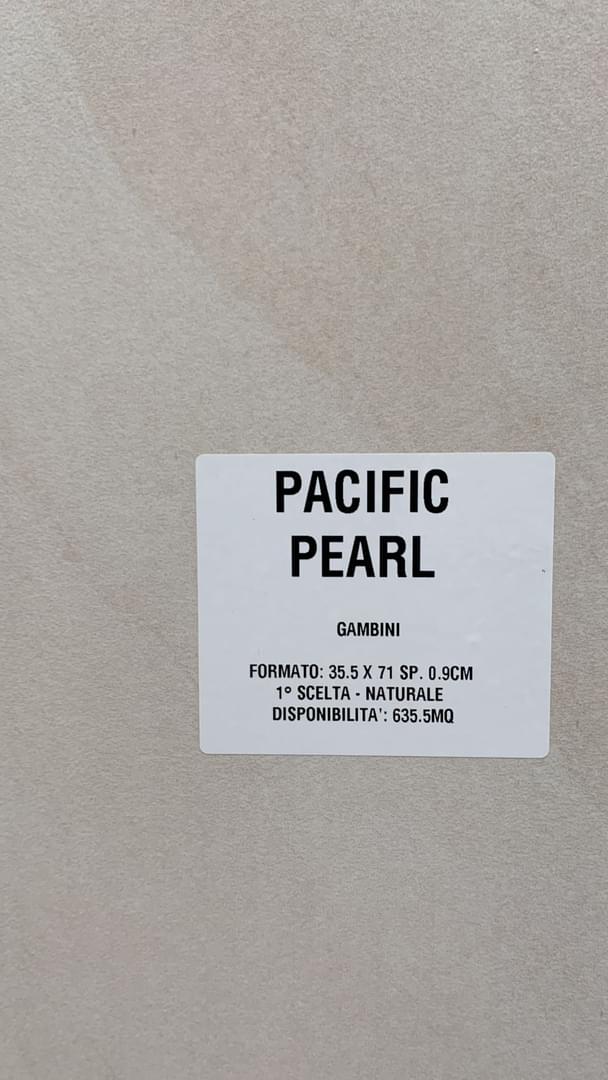 PACIFIC
PEARL
GAMBINI
FORMATO: 35.5 X 71 SP. 0.9CM
1° SCELTA - NATURALE
DISPONIBILITA': 635.5MQ